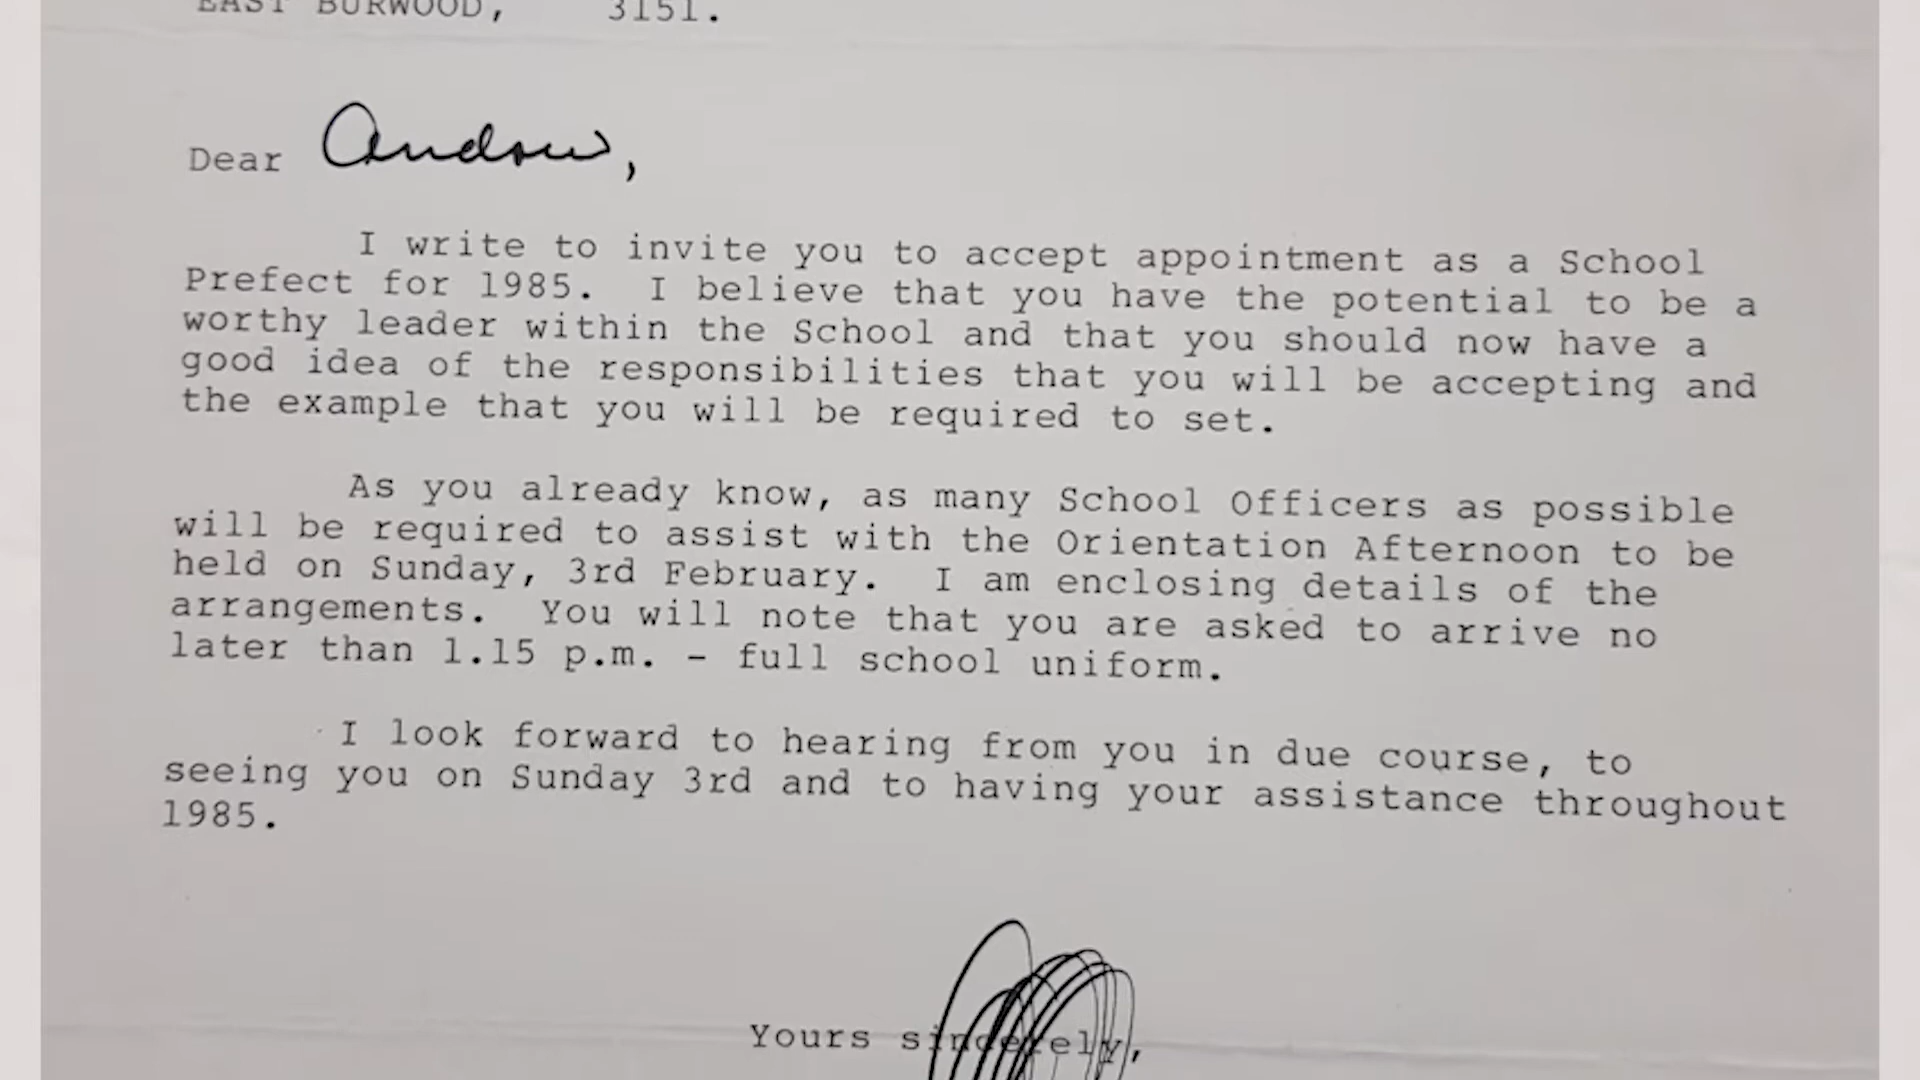 EAST BURWOOD, 3151.
Dear Andrew,
I write to invite you to accept appointment as a School
Prefect for 1985. I believe that you have the potential to be a
worthy leader within the School and that you should now have a
good idea of the responsibilities that you will be accepting and
the example that you will be required to set.
As you already know, as many School Officers as possible
will be required to assist with the Orientation Afternoon to be
held on Sunday, 3rd February. I am enclosing details of the
arrangements. You will note that you are asked to arrive no
later than 1.15 p.m. - full school uniform.
I look forward to hearing from you in due course, to
seeing you on Sunday 3rd and to having your assistance throughout
1985.
Yours sincerely,